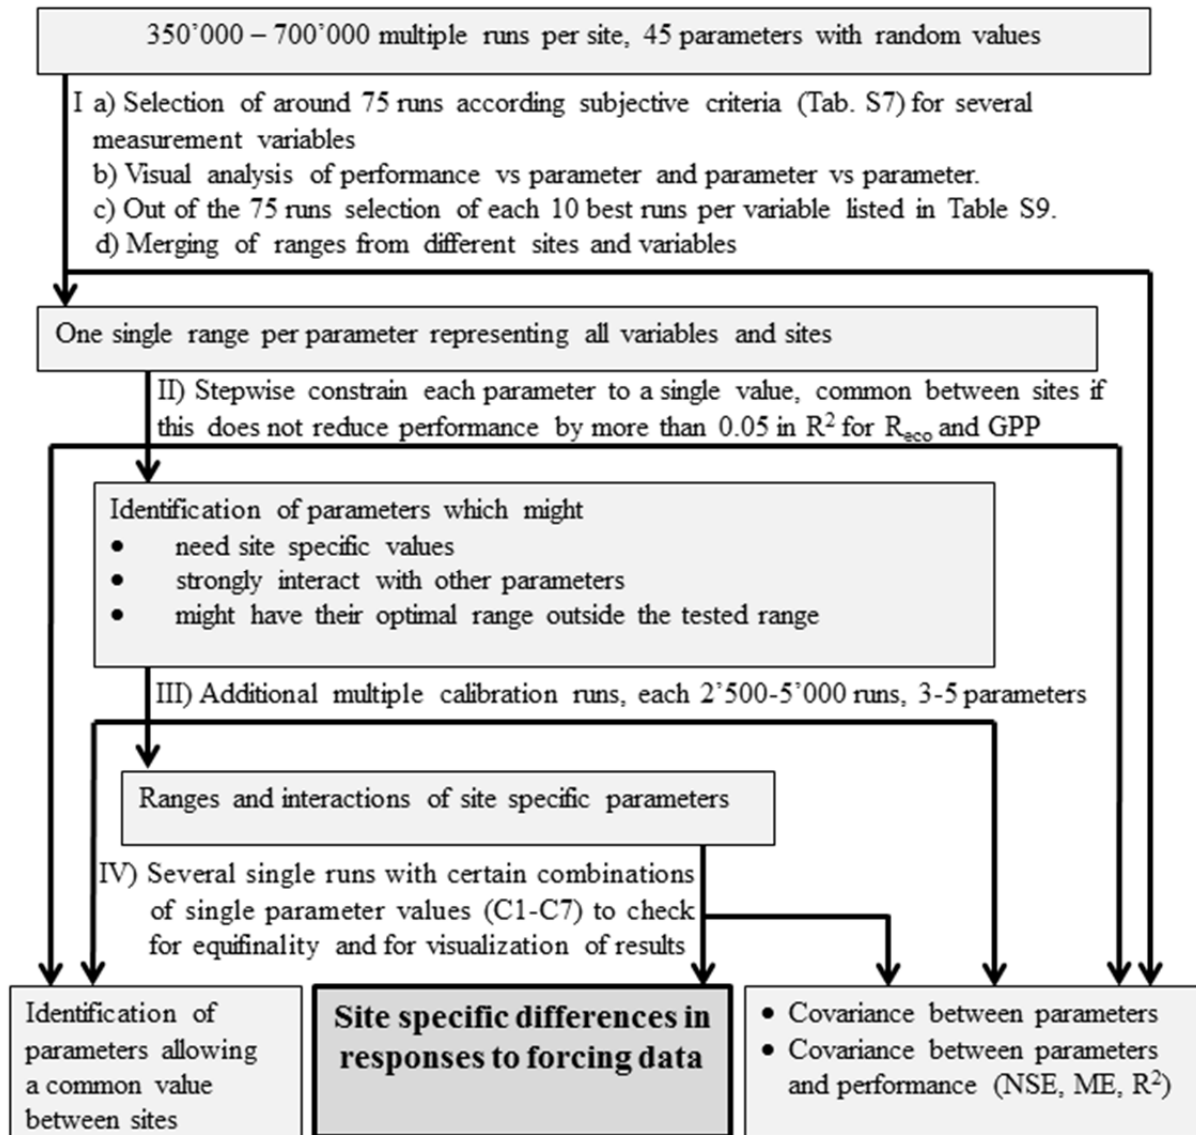 350’000 – 700’000 multiple runs per site, 45 parameters with random values
I a) Selection of around 75 runs according subjective criteria (Tab. S7) for several
measurement variables
b) Visual analysis of performance vs parameter and parameter vs parameter.
c) Out of the 75 runs selection of each 10 best runs per variable listed in Table S9.
d) Merging of ranges from different sites and variables
One single range per parameter representing all variables and sites
II) Stepwise constrain each parameter to a single value, common between sites if
this does not reduce performance by more than 0.05 in R² for Reco and GPP
Identification of parameters which might
• need site specific values
• strongly interact with other parameters
• might have their optimal range outside the tested range
III) Additional multiple calibration runs, each 2’500-5’000 runs, 3-5 parameters
Ranges and interactions of site specific parameters
IV) Several single runs with certain combinations
of single parameter values (C1-C7) to check
for equifinality and for visualization of results
Identification of
parameters allowing
a common value
between sites
Site specific differences in
responses to forcing data
• Covariance between parameters
• Covariance between parameters
and performance (NSE, ME, R²)